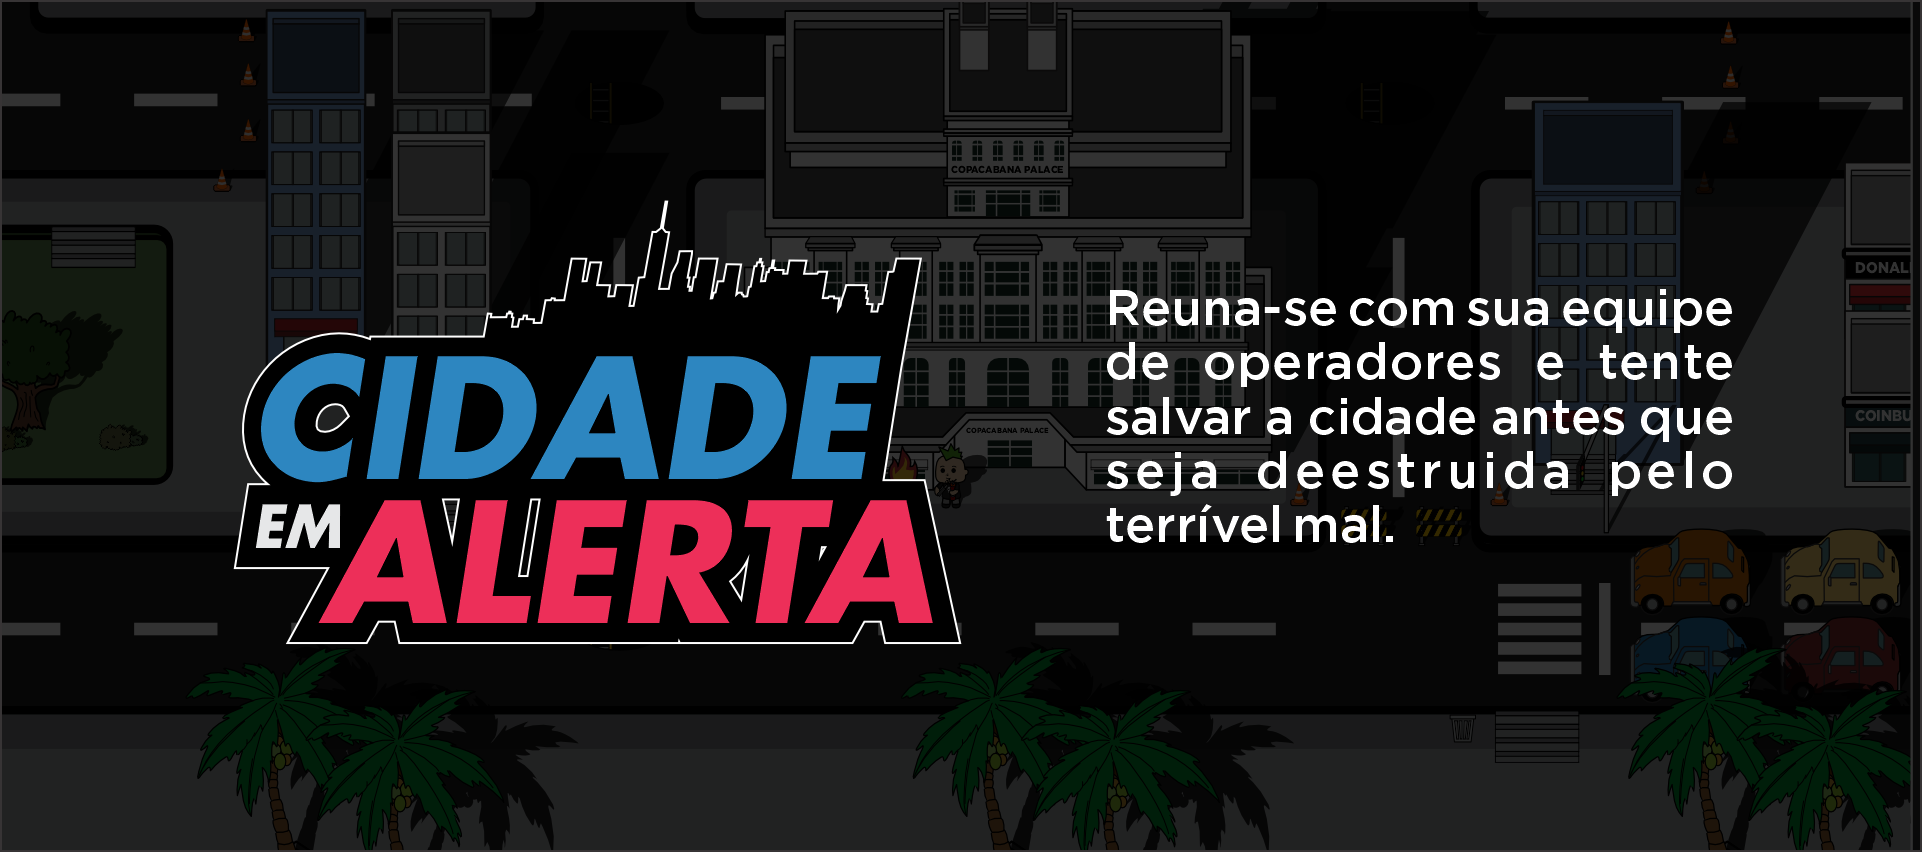 COPACABANA PALACE
DONAL
COINBU
COPACABANA PALACE
CIDADE
EM ALERTA
Reuna-se com sua equipe
de operadores e tente
salvar a cidade antes que
seja deestruida pelo
terrível mal.